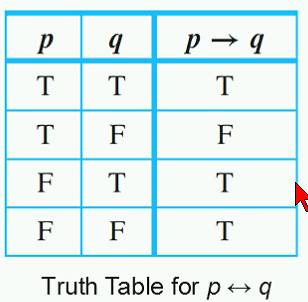 p q p → q
T T T
T F F
F T T
F F T
Truth Table for p ↔ q